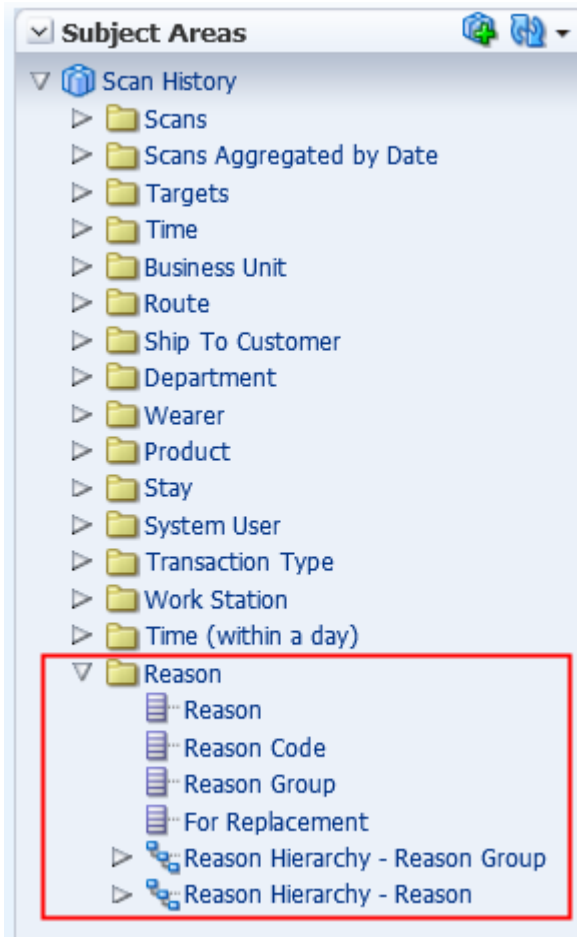 Subject Areas
Scan History
Scans
Scans Aggregated by Date
Targets
Time
Business Unit
Route
Ship To Customer
Department
Wearer
Product
Stay
System User
Transaction Type
Work Station
Time (within a day)
Reason
Reason
Reason Code
Reason Group
For Replacement
Reason Hierarchy - Reason Group
Reason Hierarchy - Reason